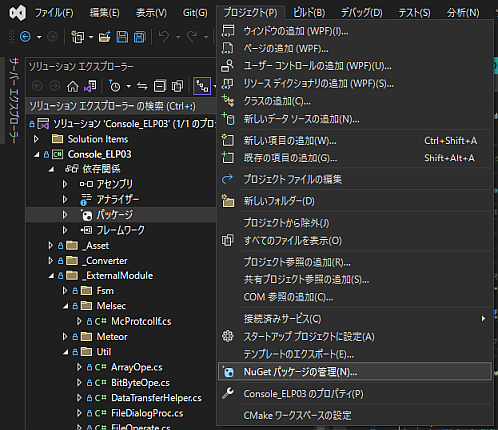 ファイル(F) 編集(E) 表示(V) Git(G) プロジェクト(P) ビルド(B) デバッグ(D) テスト(S) 分析(N)
サーバー エクスプローラー
ソリューション エクスプローラー
ソリューション エクスプローラー の検索 (Ctrl+:)
ソリューション 'Console_ELP03' (1/1 のプロ
Solution Items
Console_ELP03
依存関係
アセンブリ
アナライザー
パッケージ
フレームワーク
_Asset
_Converter
_ExternalModule
Fsm
Melsec
McProtcolIf.cs
Meteor
Util
ArrayOpe.cs
BitByteOpe.cs
DataTransferHelper.cs
FileDialogProc.cs
FileOperate.cs
ウィンドウの追加 (WPF)(I)...
ページの追加 (WPF)...
ユーザー コントロールの追加 (WPF)(U)...
リソース ディクショナリの追加 (WPF)(S)...
クラスの追加(C)...
新しいデータ ソースの追加(N)...
新しい項目の追加(W)... Ctrl+Shift+A
既存の項目の追加(G)... Shift+Alt+A
プロジェクト ファイルの編集
新しいフォルダー(D)
プロジェクトから除外(J)
すべてのファイルを表示(O)
プロジェクト参照の追加(R)...
共有プロジェクト参照の追加(S)...
COM 参照の追加(C)...
接続済みサービス(C)
スタートアップ プロジェクトに設定(A)
テンプレートのエクスポート(E)...
NuGet パッケージの管理(N)...
Console_ELP03 のプロパティ(P)
CMake ワークスペースの設定